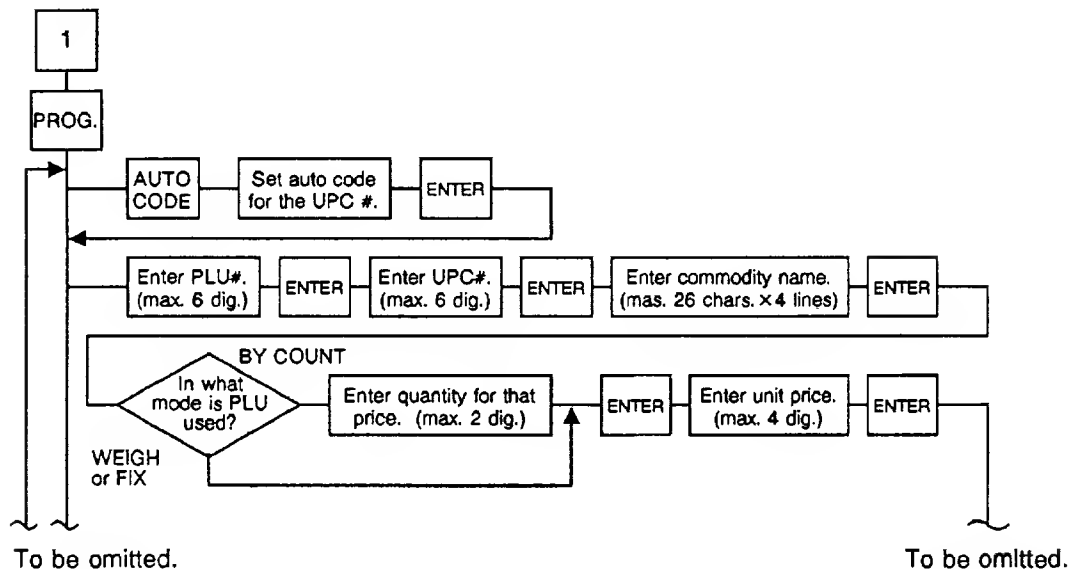 1
PROG.
AUTO
CODE
Set auto code
for the UPC #.
ENTER
Enter PLU#.
(max. 6 dig.)
ENTER
Enter UPC#.
(max. 6 dig.)
ENTER
Enter commodity name.
(mas. 26 chars. ×4 lines)
ENTER
BY COUNT
In what
mode is PLU
used?
Enter quantity for that
price. (max. 2 dig.)
ENTER
Enter unit price.
(max. 4 dig.)
ENTER
WEIGH
or FIX
To be omitted.
To be omitted.